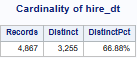 Cardinality of hire_dt
Records Distinct DistinctPct
4,867 3,255 66.88%